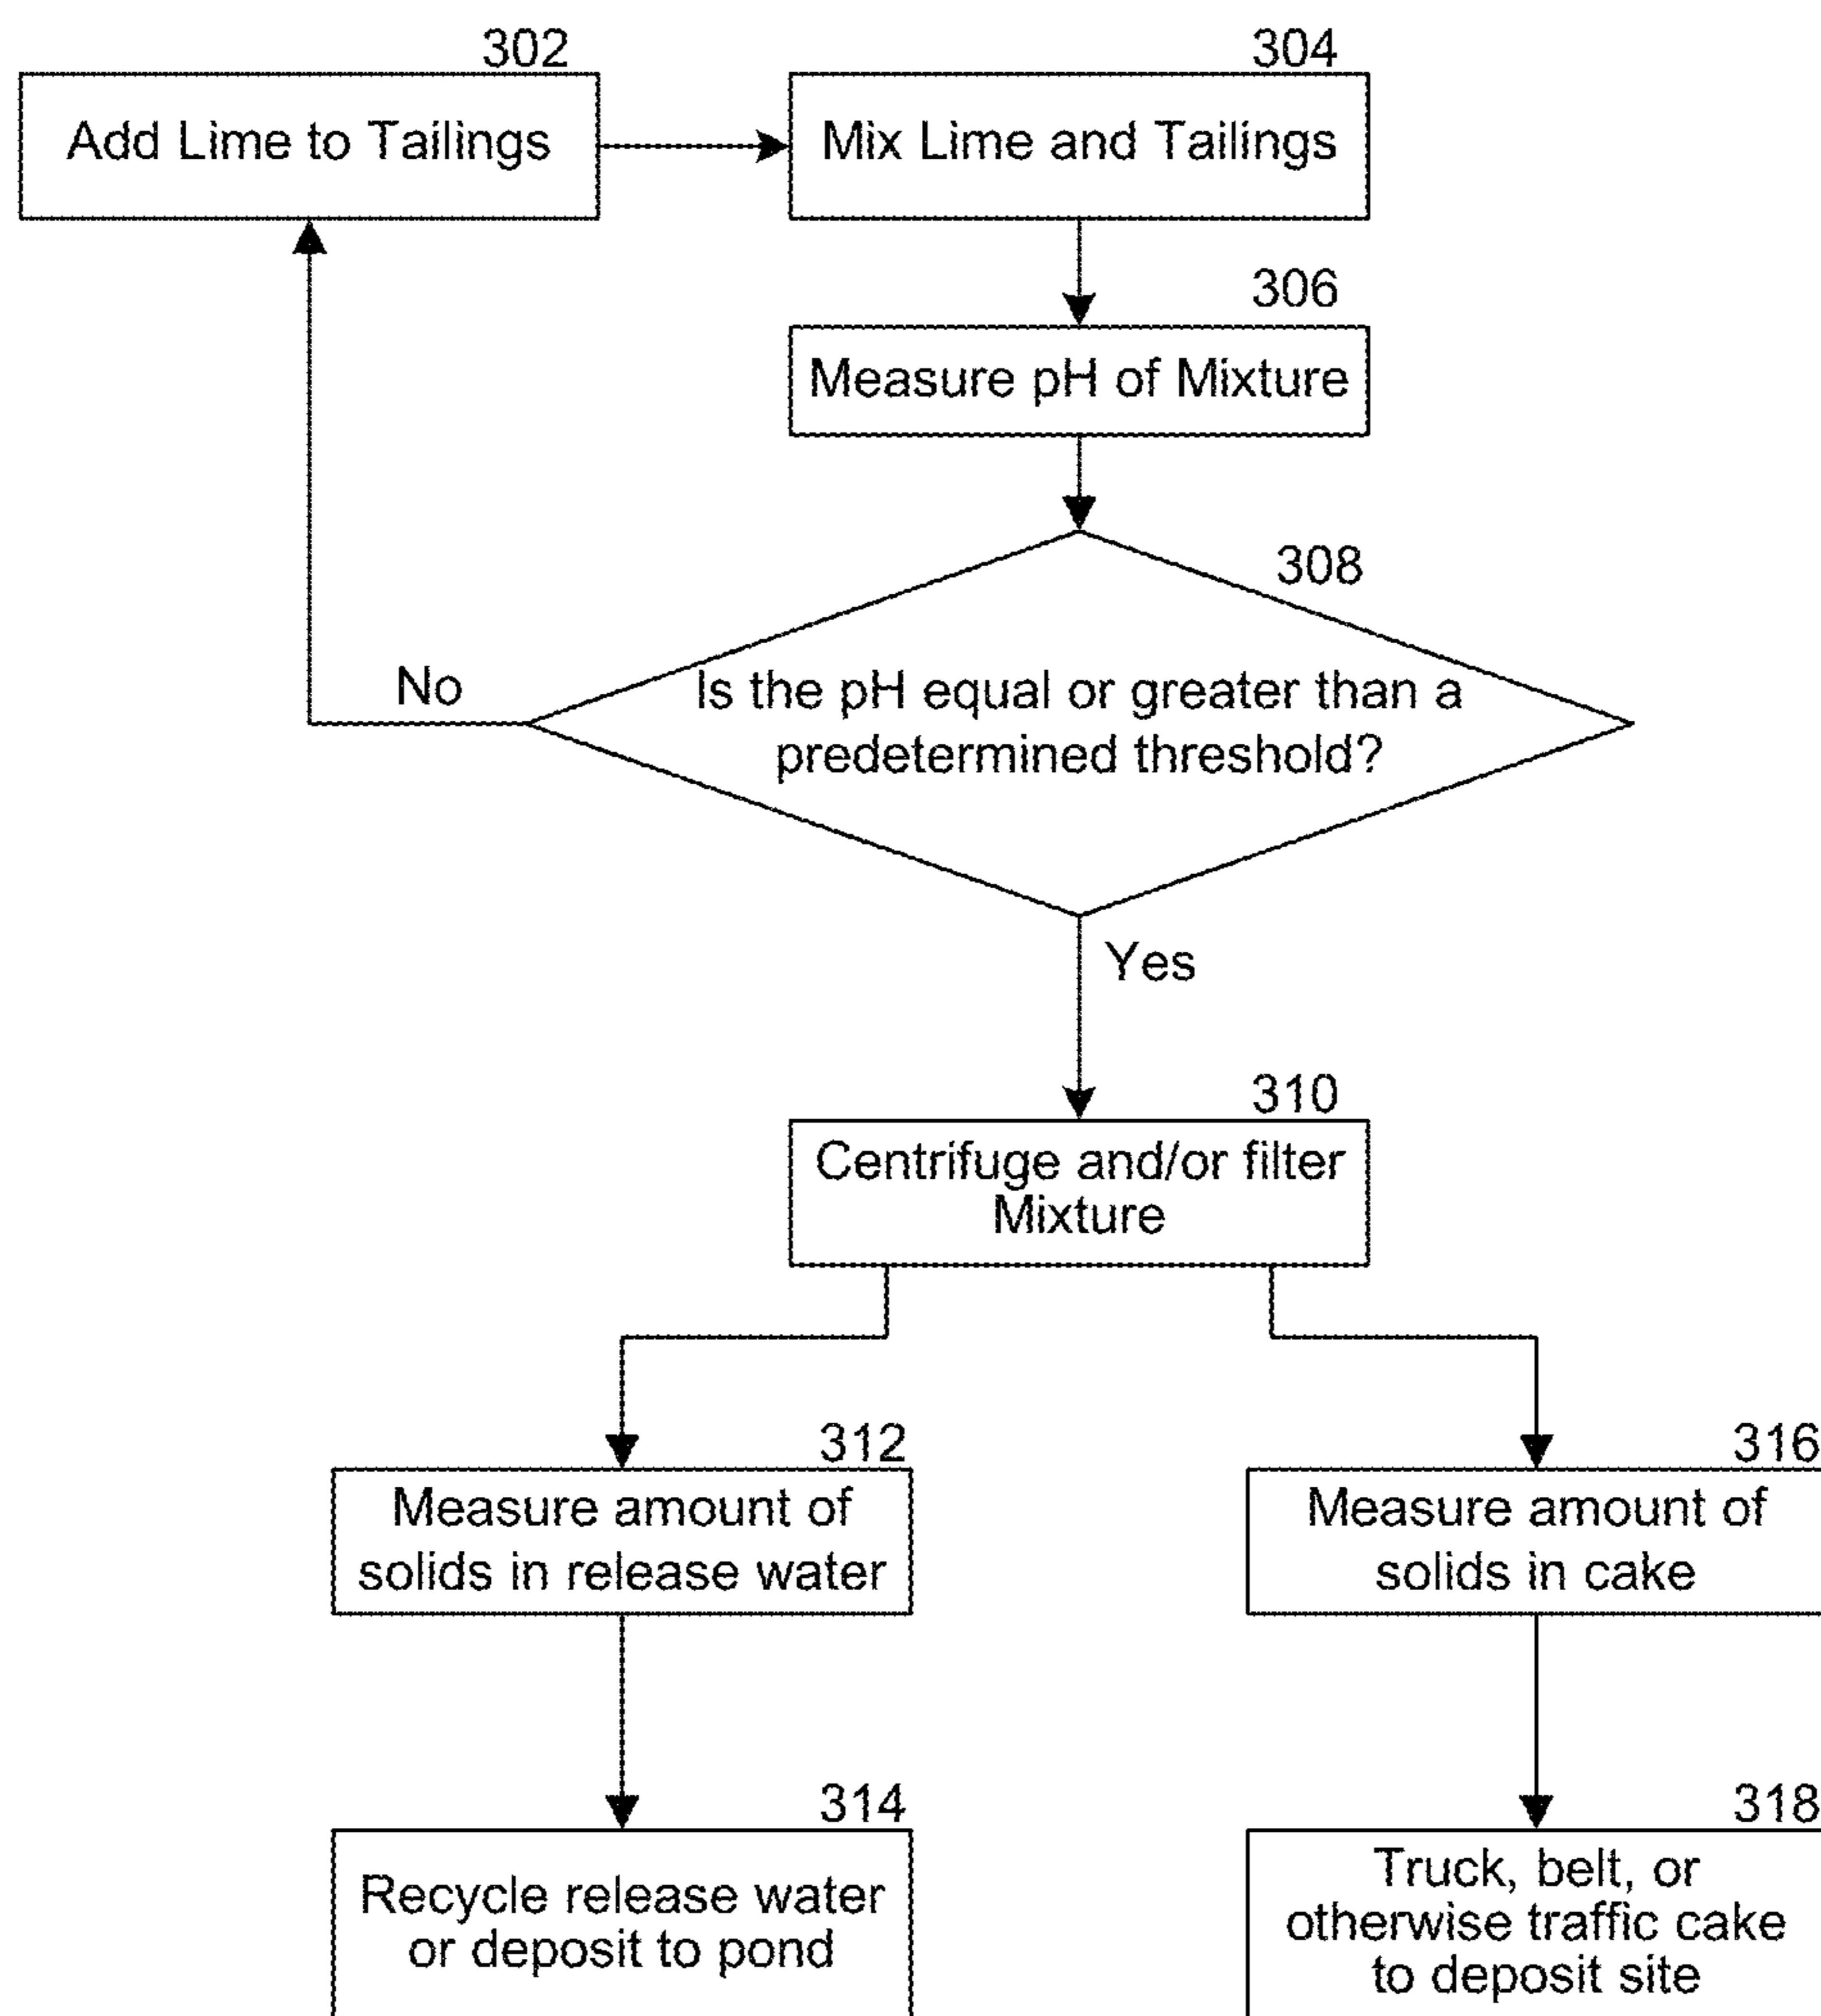 302
Add Lime to Tailings
304
Mix Lime and Tailings
306
Measure pH of Mixture
308
Is the pH equal or greater than a
predetermined threshold?
No
Yes
310
Centrifuge and/or filter
Mixture
312
Measure amount of
solids in release water
316
Measure amount of
solids in cake
314
Recycle release water
or deposit to pond
318
Truck, belt, or
otherwise traffic cake
to deposit site